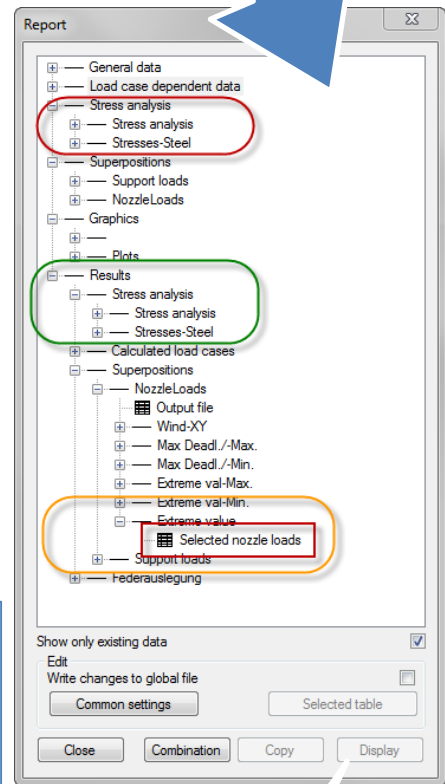 Report
General data
Load case dependent data
Stress analysis
Stress analysis
Stresses-Steel
Superpositions
Support loads
NozzleLoads
Graphics
Plots
Results
Stress analysis
Stress analysis
Stresses-Steel
Calculated load cases
Superpositions
NozzleLoads
Output file
Wind-XY
Max Deadl./-Max.
Max Deadl./-Min.
Extreme val-Max.
Extreme val-Min.
Extreme value
Selected nozzle loads
Support loads
Federauslegung
Show only existing data
Edit
Write changes to global file
Common settings Selected table
Close Combination Copy Display